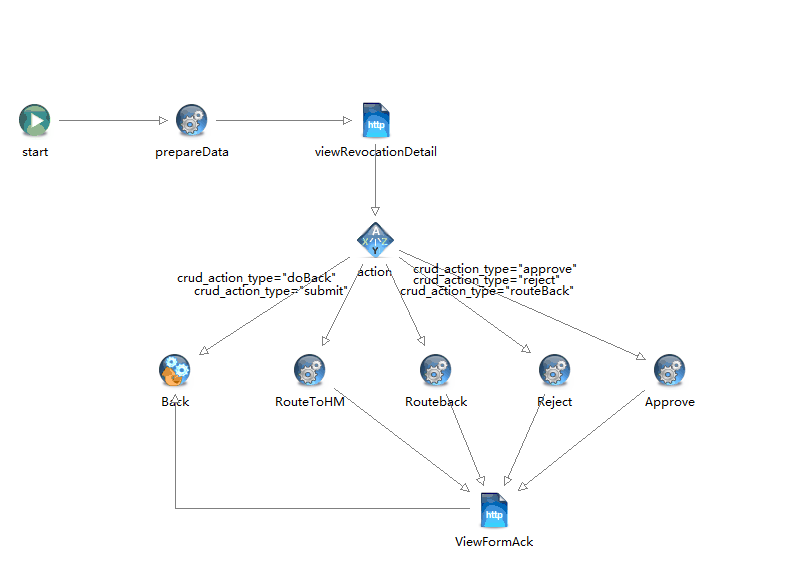 http
start
prepareData
viewRevocationDetail
A
X Z
Y
action
crud_action_type="approve"
crud_action_type="doBack"
crud_action_type="reject"
crud_action_type="submit"
crud_action_type="routeBack"
Back
RouteToHM
Routeback
Reject
Approve
http
ViewFormAck